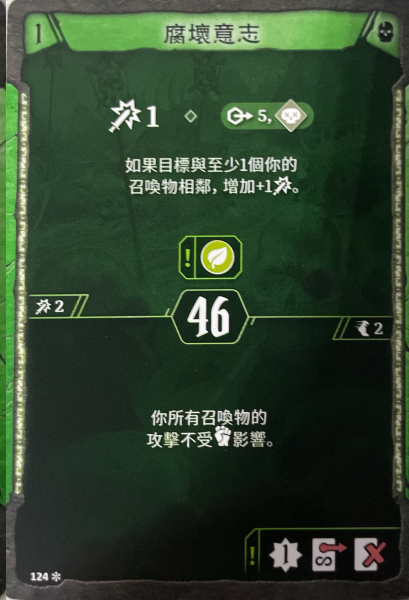 1 腐壞意志
1 5,
如果目標與至少1個你的
召喚物相鄰, 增加+1。
!
2 46 2
你所有召喚物的
攻擊不受影響。
! 1
124